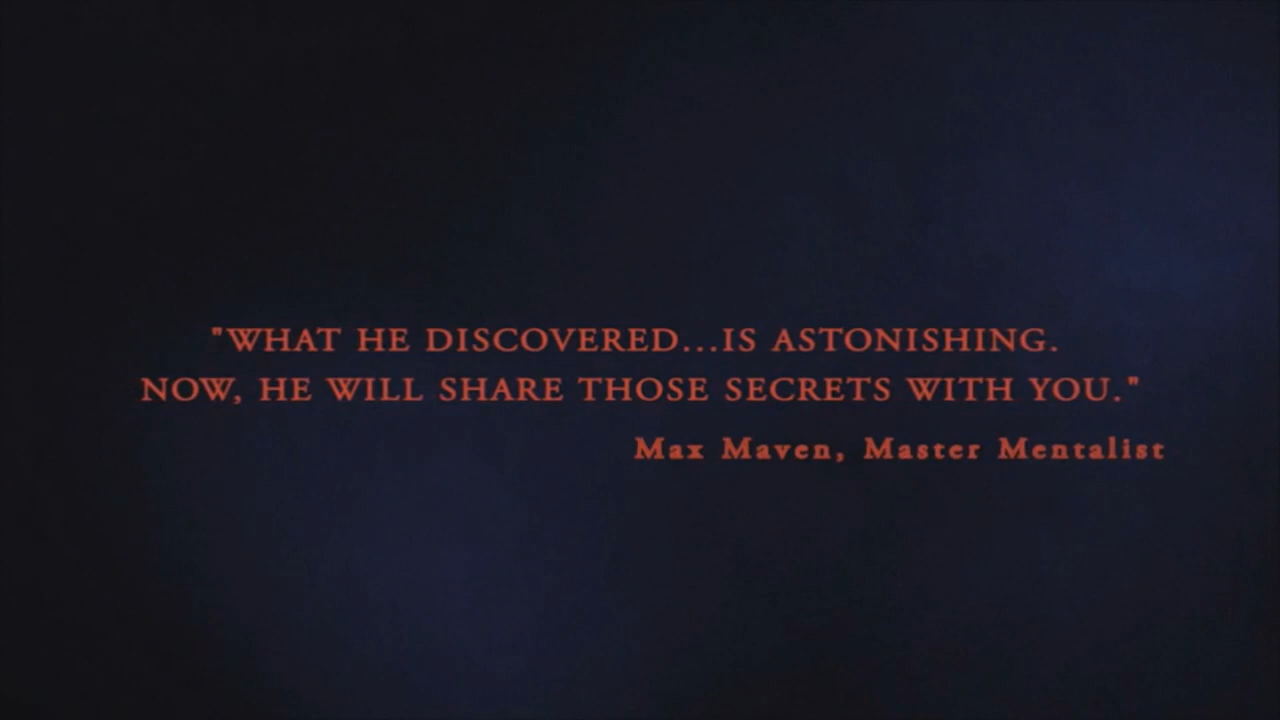 "WHAT HE DISCOVERED...IS ASTONISHING.
NOW, HE WILL SHARE THOSE SECRETS WITH YOU."
Max Maven, Master Mentalist